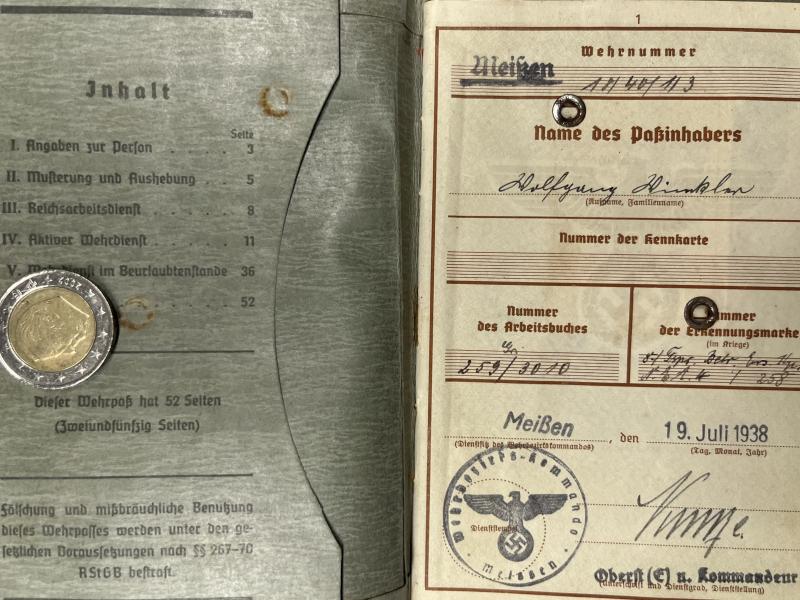 Inhalt
Seite
I. Angaben zur Person . . . . . 3
II. Musterung und Aushebung . . . 5
III. Reichsarbeitsdienst . . . . . . 8
IV. Aktiver Wehrdienst . . . . . . 11
V. im Beurlaubtenstande 36
52
Dieser Wehrpaß hat 52 Seiten
(Zweiundfünfzig Seiten)
Fälschung und mißbräuchliche Benutzung
dieses Wehrpasses werden unter den ge-
setzlichen Voraussetzungen nach §§ 267–70
RStGB bestraft.
1
Wehrnummer
Meißen
Name des Paßinhabers
Wolfgang Winkler
(Rufname, Familienname)
Nummer der Kennkarte
Nummer
des Arbeitsbuches
259/3010
Nummer
der Erkennungsmarke
(im Kriege)
258
Meißen, den 19. Juli 1938
(Dienstsitz des Wehrbezirkskommandos)
(Tag, Monat, Jahr)
Wehrbezirks-Kommando
Dienststempel
Meissen
Oberst (E) u. Kommandeur
(Unterschrift und Dienstgrad, Dienststellung)